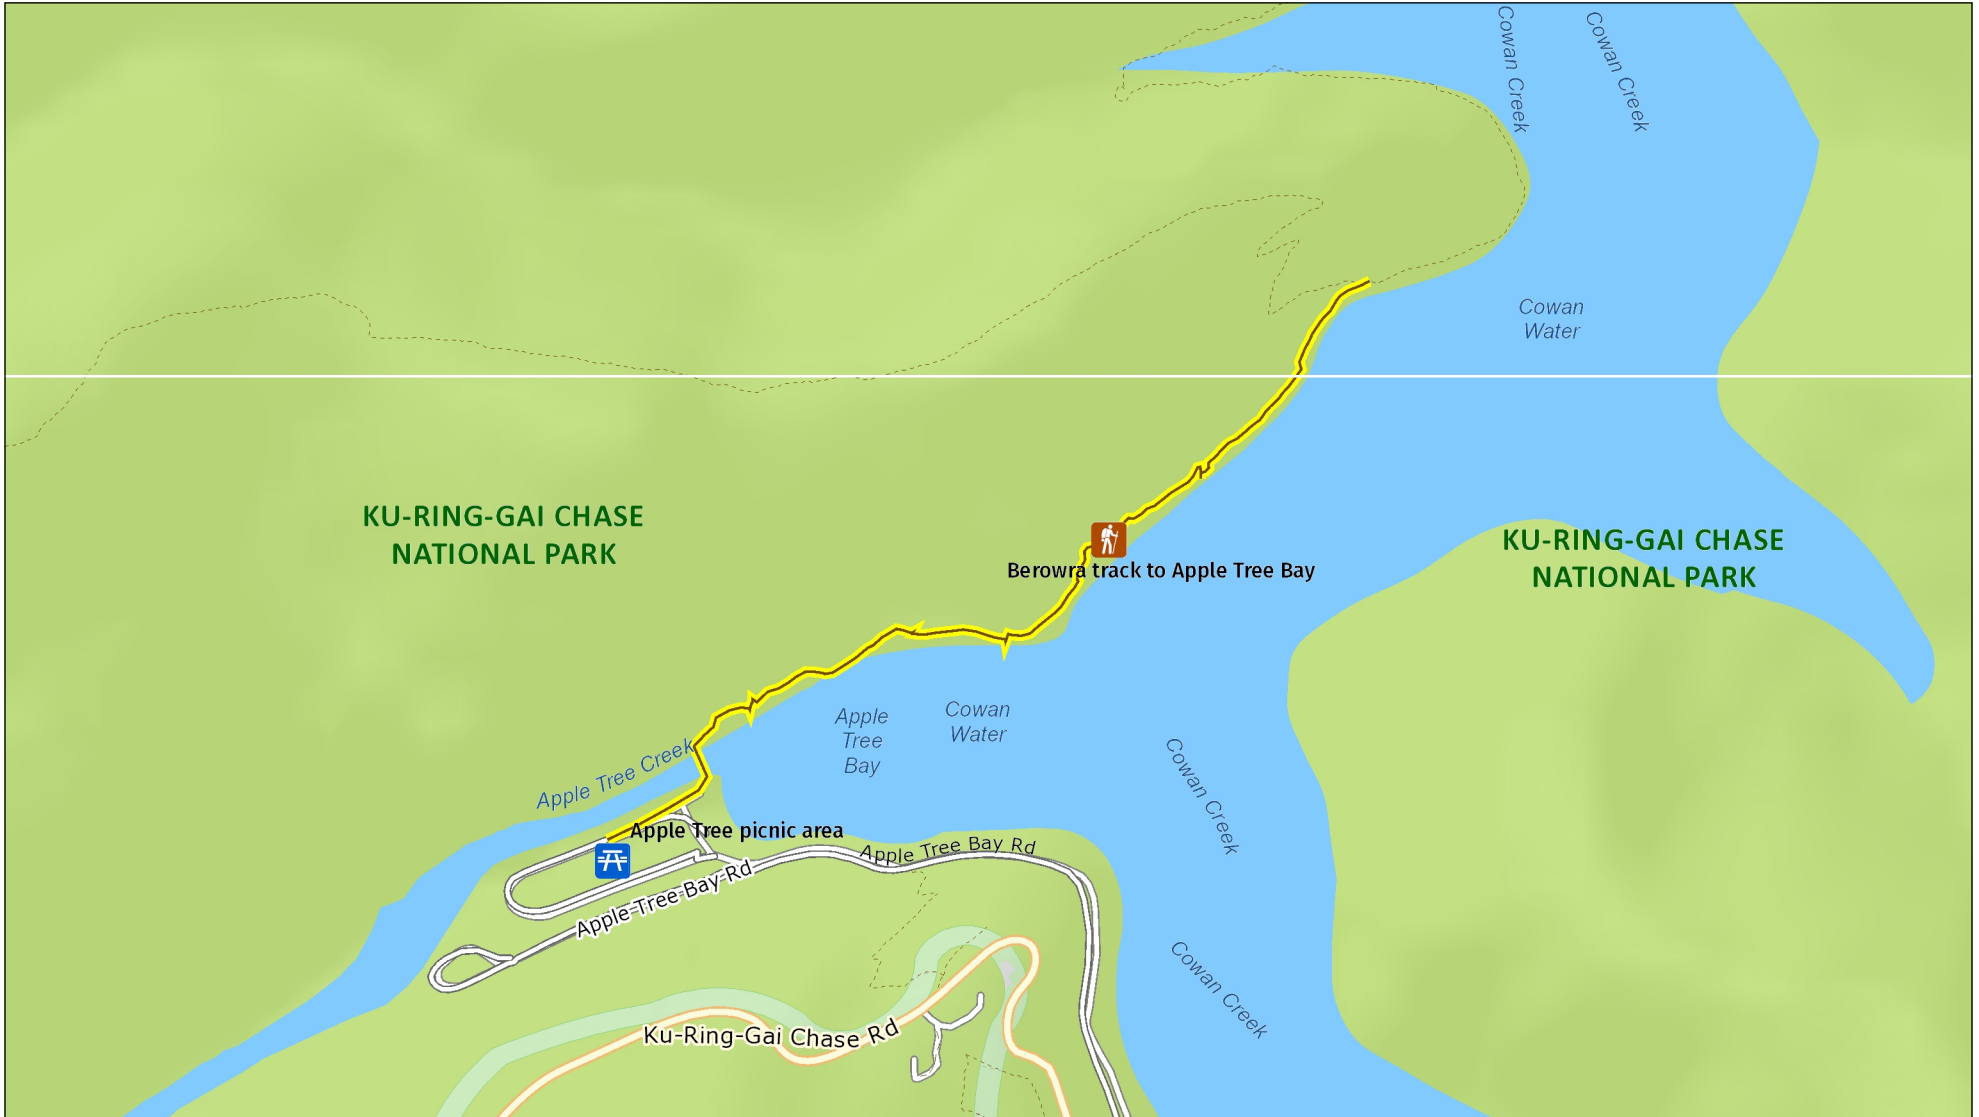 Cowan Creek
Cowan Creek
Cowan
Water
KU-RING-GAI CHASE
NATIONAL PARK
KU-RING-GAI CHASE
NATIONAL PARK
Berowra track to Apple Tree Bay
Apple
Tree
Bay
Cowan
Water
Apple Tree Creek
Cowan Creek
Apple Tree picnic area
Apple Tree Bay Rd
Apple Tree Bay Rd
Cowan Creek
Ku-Ring-Gai Chase Rd